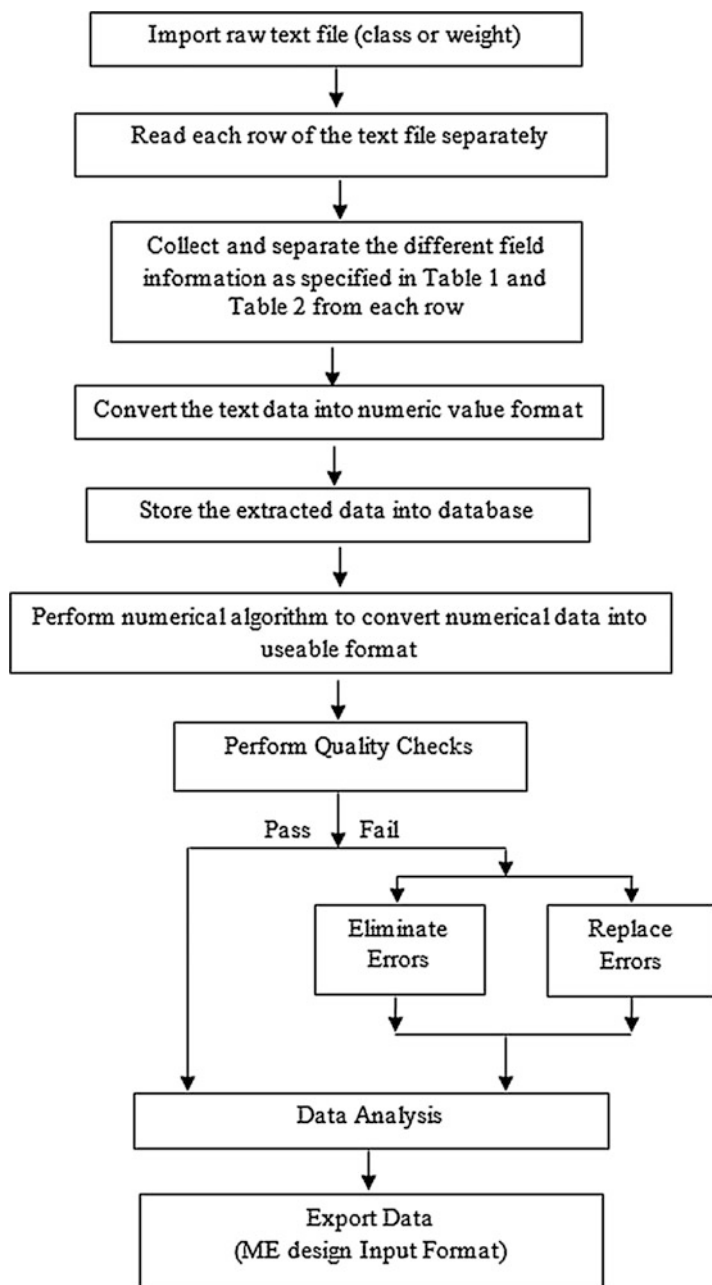 Import raw text file (class or weight)
Read each row of the text file separately
Collect and separate the different field
information as specified in Table 1 and
Table 2 from each row
Convert the text data into numeric value format
Store the extracted data into database
Perform numerical algorithm to convert numerical data into
useable format
Perform Quality Checks
Pass Fail
Eliminate
Errors
Replace
Errors
Data Analysis
Export Data
(ME design Input Format)